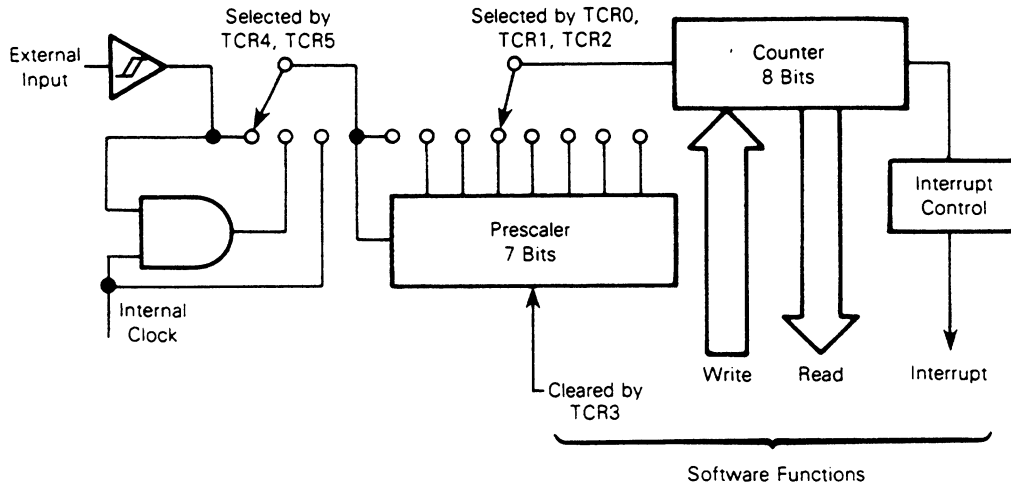 Selected by
TCR4, TCR5
Selected by TCR0,
TCR1, TCR2
External
Input
Counter
8 Bits
Interrupt
Control
Prescaler
7 Bits
Internal
Clock
Cleared by
TCR3
Write
Read
Interrupt
Software Functions